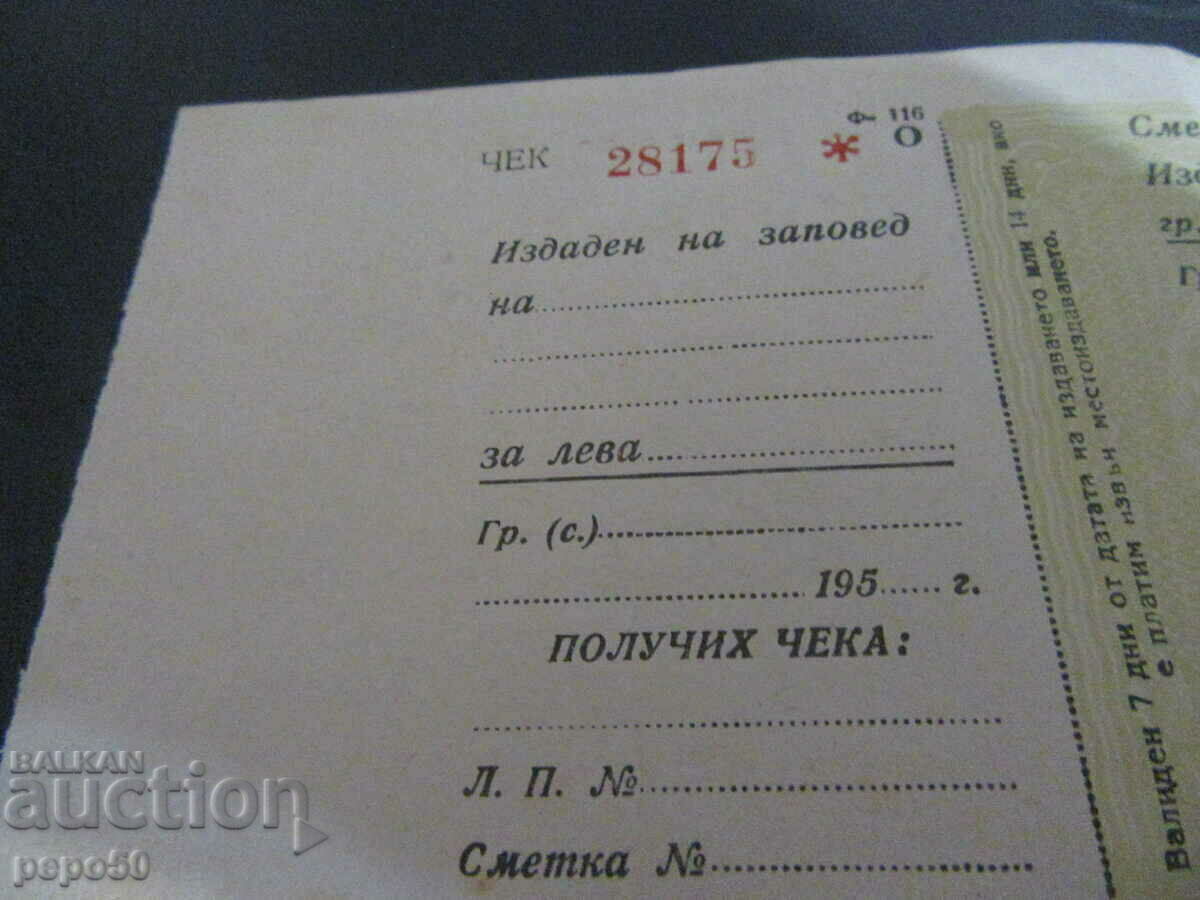 ЧЕК 28175 * Ф 116
О
Издаден на заповед
на
за лева
Гр. (с.)
195 г.
ПОЛУЧИХ ЧЕКА:
Л. П. №
Сметка №
Валиден 7 дни от датата на издаването или 14 дни, ако
е платим извън местоиздаването.
Сме
Изд
гр.
BALKAN
auction
pepo50